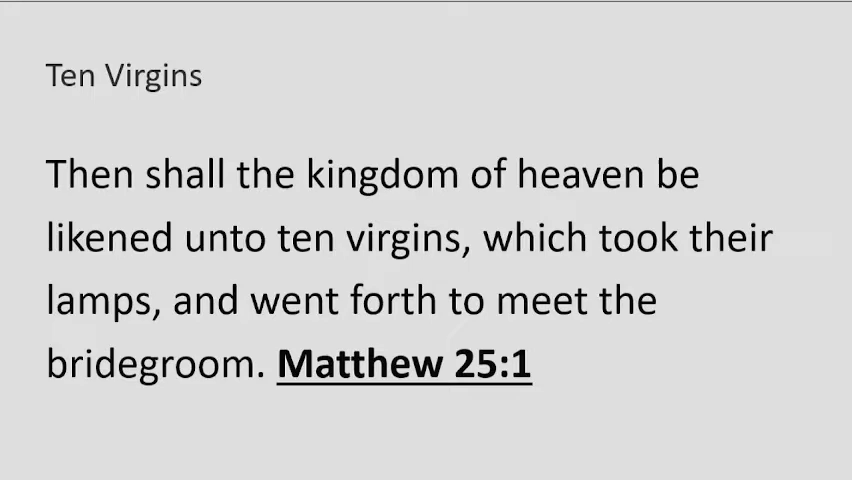 Ten Virgins
Then shall the kingdom of heaven be
likened unto ten virgins, which took their
lamps, and went forth to meet the
bridegroom. Matthew 25:1